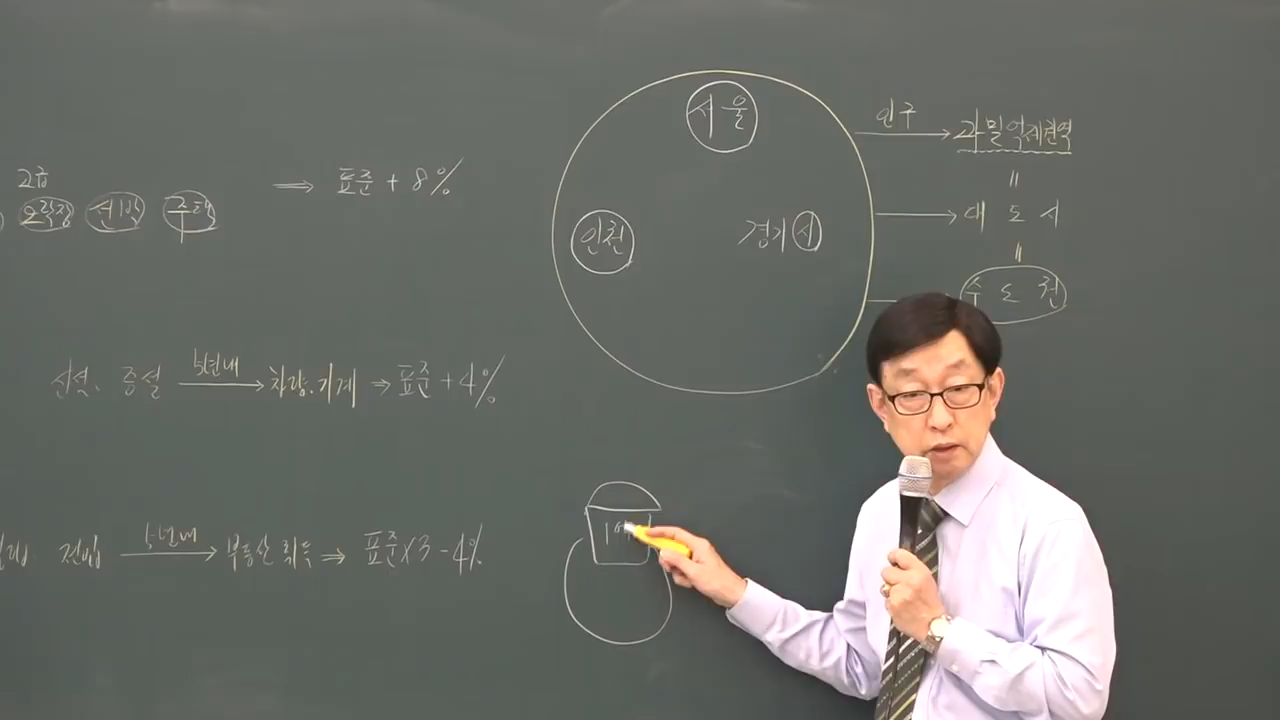 고급
오락장 선박 주택 ⇒ 표준 + 8%
신설, 증설 5년내 → 차량.기계 ⇒ 표준 + 4%
전입 5년내 → 부동산 취득 ⇒ 표준 X 3 - 4%
서울
인천
경기 시
인구 → 과밀억제권역
=
→ 대 도 시
=
수 도 권